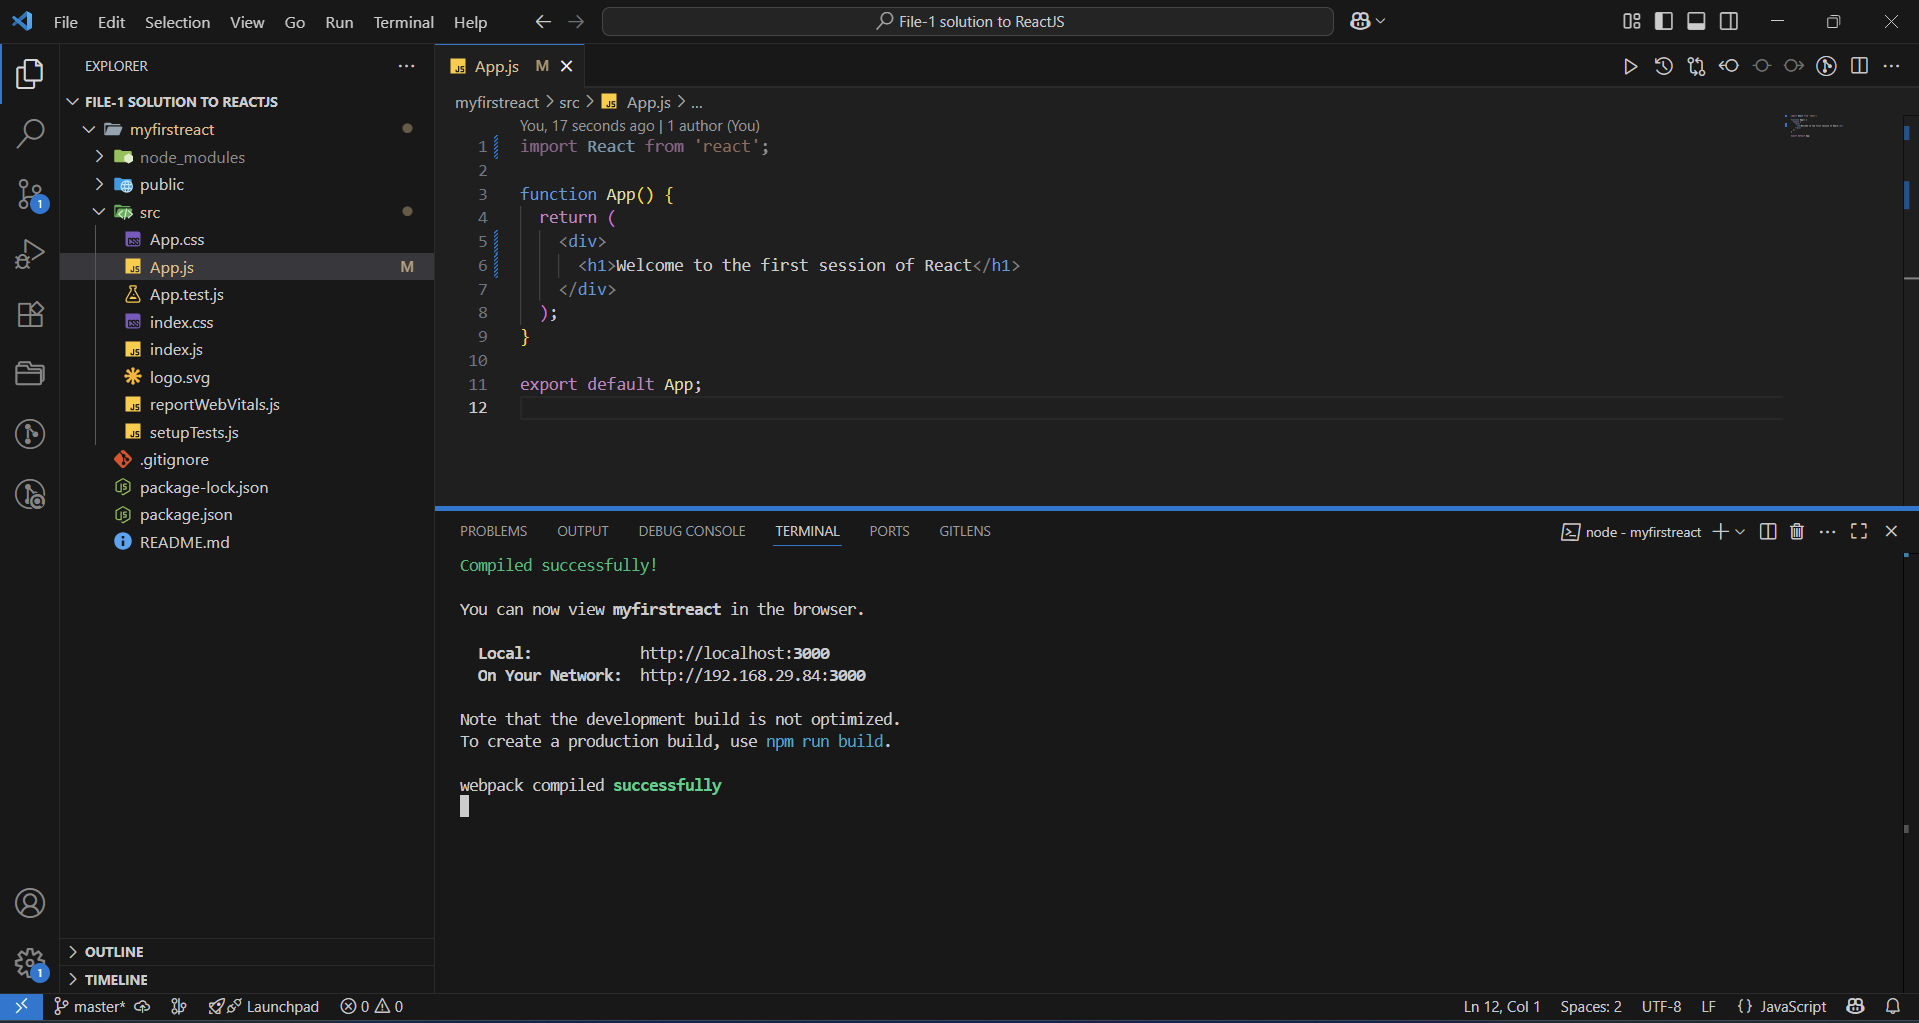 File Edit Selection View Go Run Terminal Help
File-1 solution to ReactJS
EXPLORER
FILE-1 SOLUTION TO REACTJS
myfirstreact
node_modules
public
src
App.css
App.js M
App.test.js
index.css
index.js
logo.svg
reportWebVitals.js
setupTests.js
.gitignore
package-lock.json
package.json
README.md
OUTLINE
TIMELINE
1
1
App.js M
myfirstreact > src > App.js > ...
You, 17 seconds ago | 1 author (You)
1 import React from 'react';
2
3 function App() {
4 return (
5 <div>
6 <h1>Welcome to the first session of React</h1>
7 </div>
8 );
9 }
10
11 export default App;
12
PROBLEMS OUTPUT DEBUG CONSOLE TERMINAL PORTS GITLENS
node - myfirstreact
Compiled successfully!
You can now view myfirstreact in the browser.
Local: http://localhost:3000
On Your Network: http://192.168.29.84:3000
Note that the development build is not optimized.
To create a production build, use npm run build.
webpack compiled successfully
master* Launchpad 0 0
Ln 12, Col 1 Spaces: 2 UTF-8 LF {} JavaScript